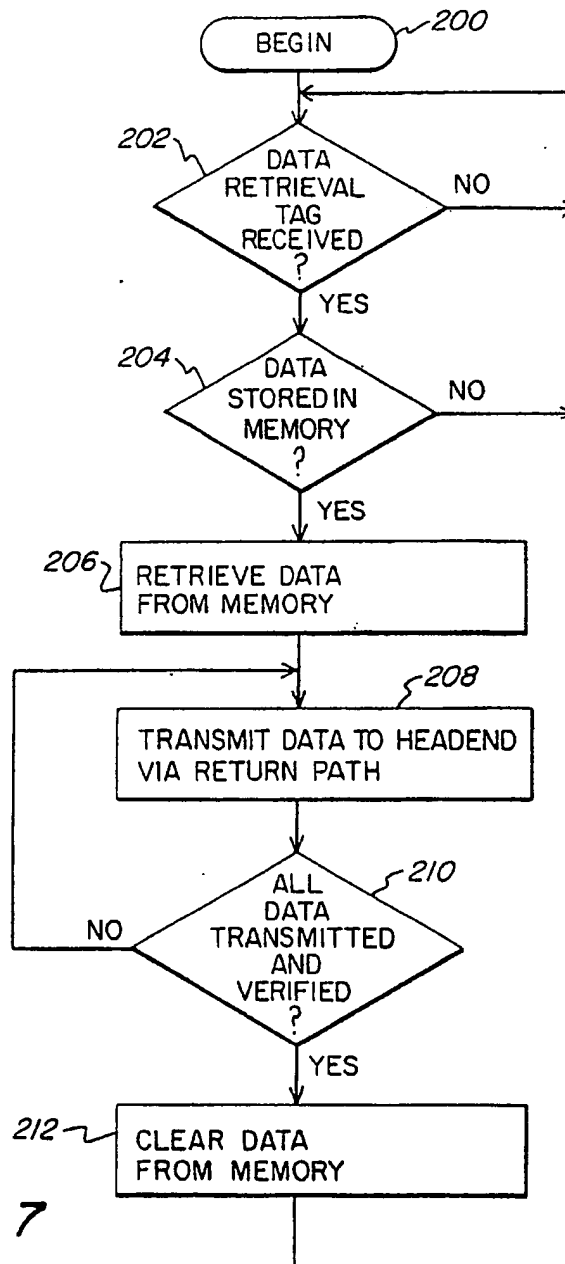 BEGIN
200
202
DATA
RETRIEVAL
TAG
RECEIVED
?
NO
YES
204
DATA
STORED IN
MEMORY
?
NO
YES
206
RETRIEVE DATA
FROM MEMORY
208
TRANSMIT DATA TO HEADEND
VIA RETURN PATH
210
ALL
DATA
TRANSMITTED
AND
VERIFIED
?
NO
YES
212
CLEAR DATA
FROM MEMORY
7